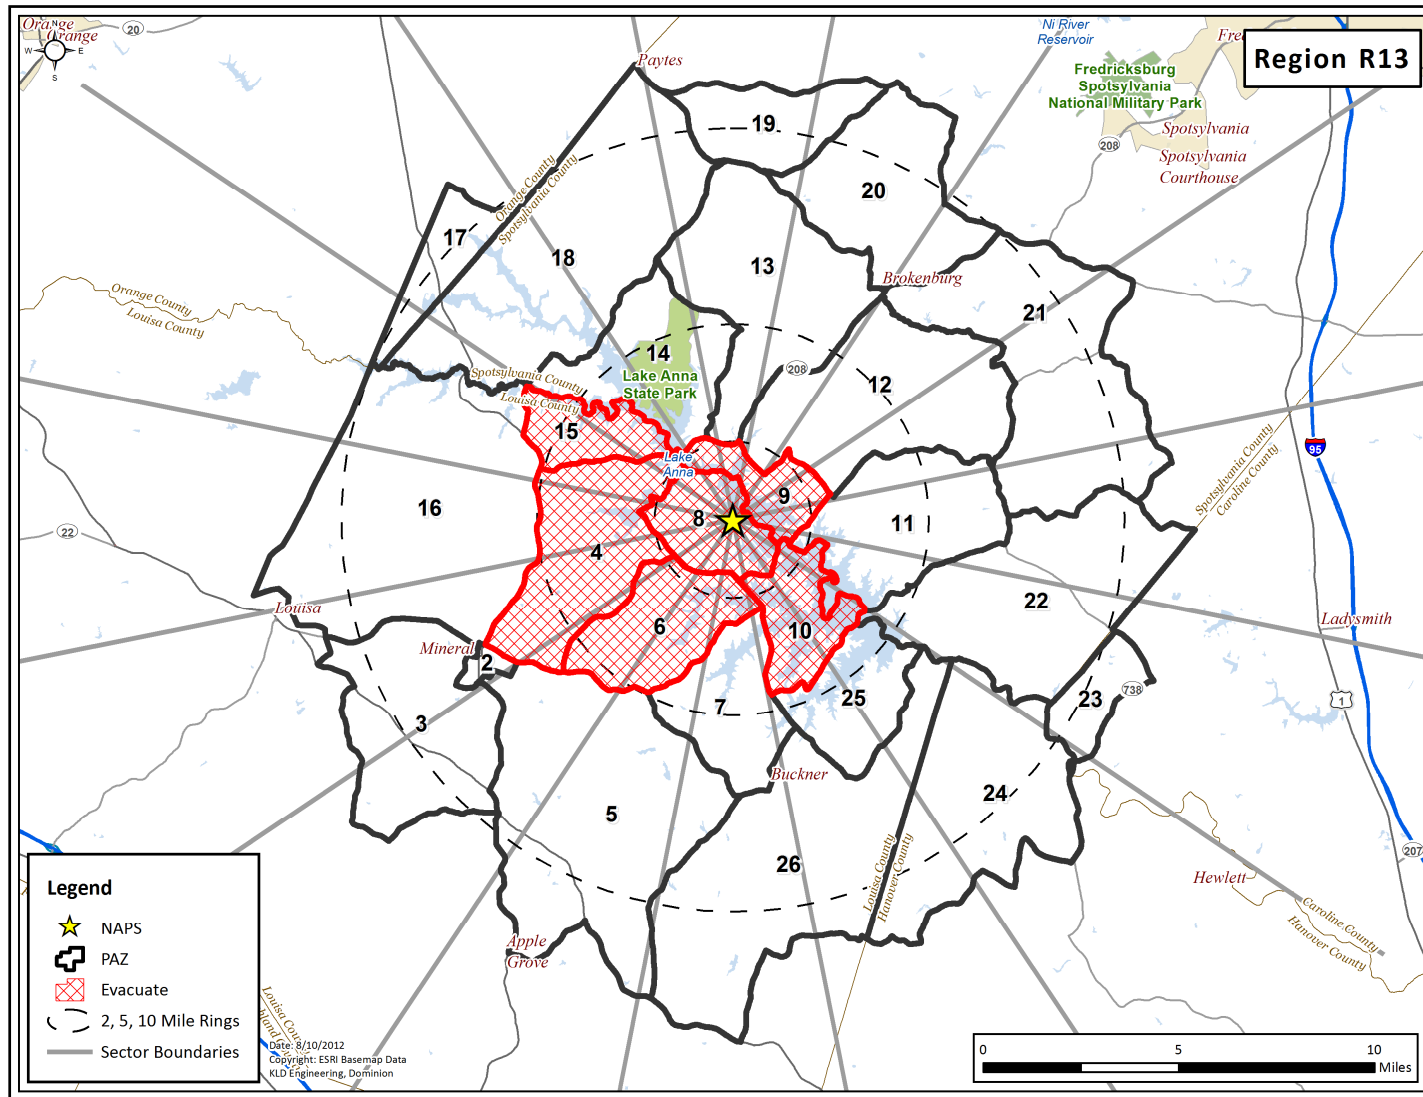 Orange
Orange
N
W
E
S
20
Paytes
Ni River
Reservoir
Region R13
Fredricksburg
Spotsylvania
National Military Park
208
Spotsylvania
Spotsylvania
Courthouse
19
20
Orange County
Spotsylvania County
17
18
13
Brokenburg
21
Orange County
Louisa County
14
Lake Anna
State Park
208
12
Spotsylvania County
Louisa County
15
Lake
Anna
95
Spotsylvania County
Caroline County
16
8
9
11
22
4
Louisa
6
10
22
Ladysmith
Mineral
2
3
7
25
23
738
1
Buckner
5
24
26
Louisa County
Hanover County
207
Hewlett
Caroline County
Hanover County
Apple
Grove
Legend
NAPS
PAZ
Evacuate
2, 5, 10 Mile Rings
Sector Boundaries
Louisa County
Date: 8/10/2012
Copyright: ESRI Basemap Data
KLD Engineering, Dominion
0
5
10
Miles